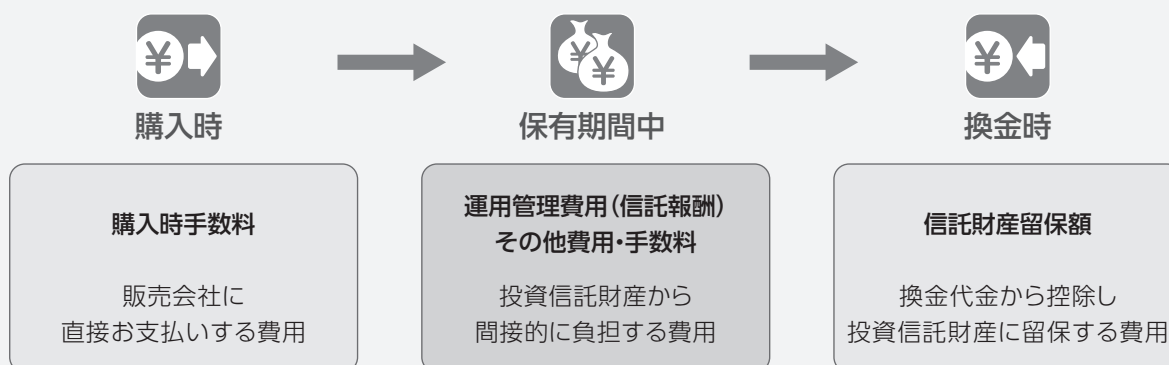 購入時
保有期間中
換金時
購入時手数料
販売会社に
直接お支払いする費用
運用管理費用(信託報酬)
その他費用・手数料
投資信託財産から
間接的に負担する費用
信託財産留保額
換金代金から控除し
投資信託財産に留保する費用